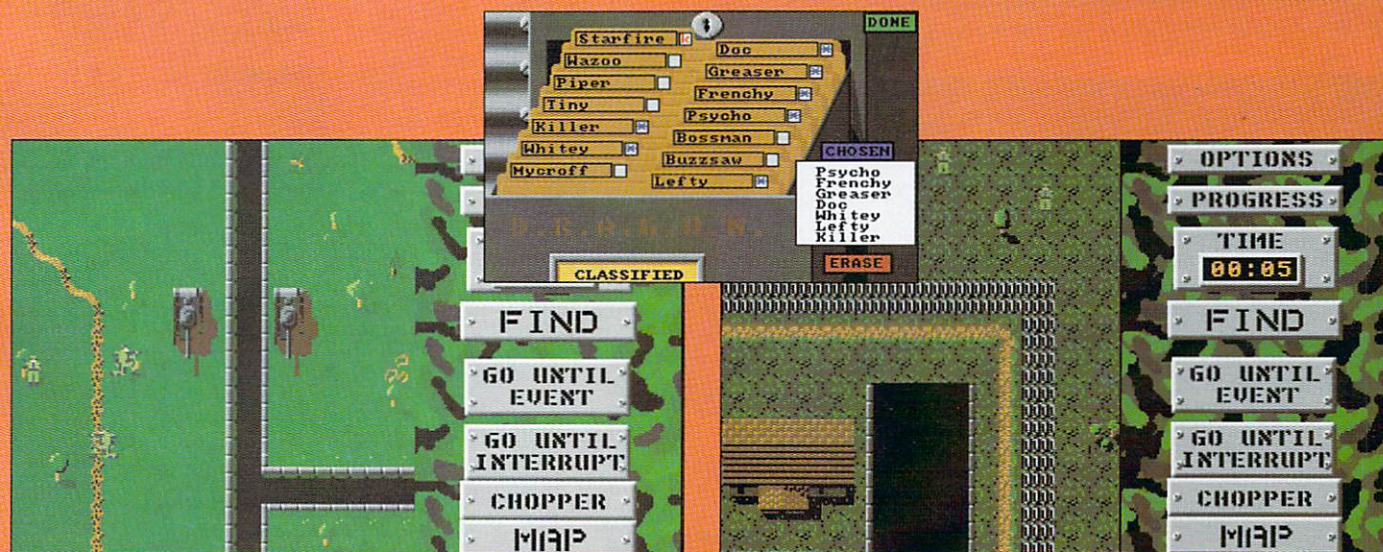 DONE
Starfire
Wazoo
Piper
Tiny
Killer
Whitey
Mycroff
Doc
Greaser
Frenchy
Psycho
Bossman
Buzzsaw
Lefty
CHOSEN
Psycho
Frenchy
Greaser
Doc
Whitey
Lefty
Killer
ERASE
D.R.A.G.O.N.
CLASSIFIED
FIND
GO UNTIL
EVENT
GO UNTIL
INTERRUPT
CHOPPER
MAP
OPTIONS
PROGRESS
TIME
00:05
FIND
GO UNTIL
EVENT
GO UNTIL
INTERRUPT
CHOPPER
MAP